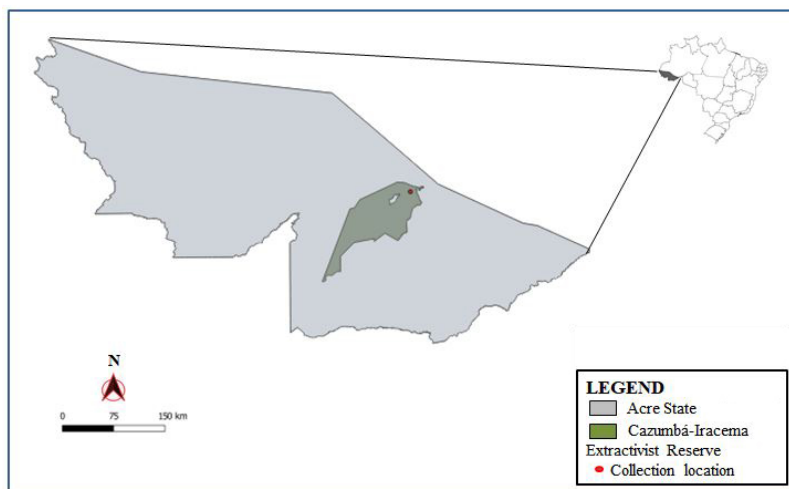 N
0 75 150 km
LEGEND
Acre State
Cazumbá-Iracema
Extractivist Reserve
Collection location